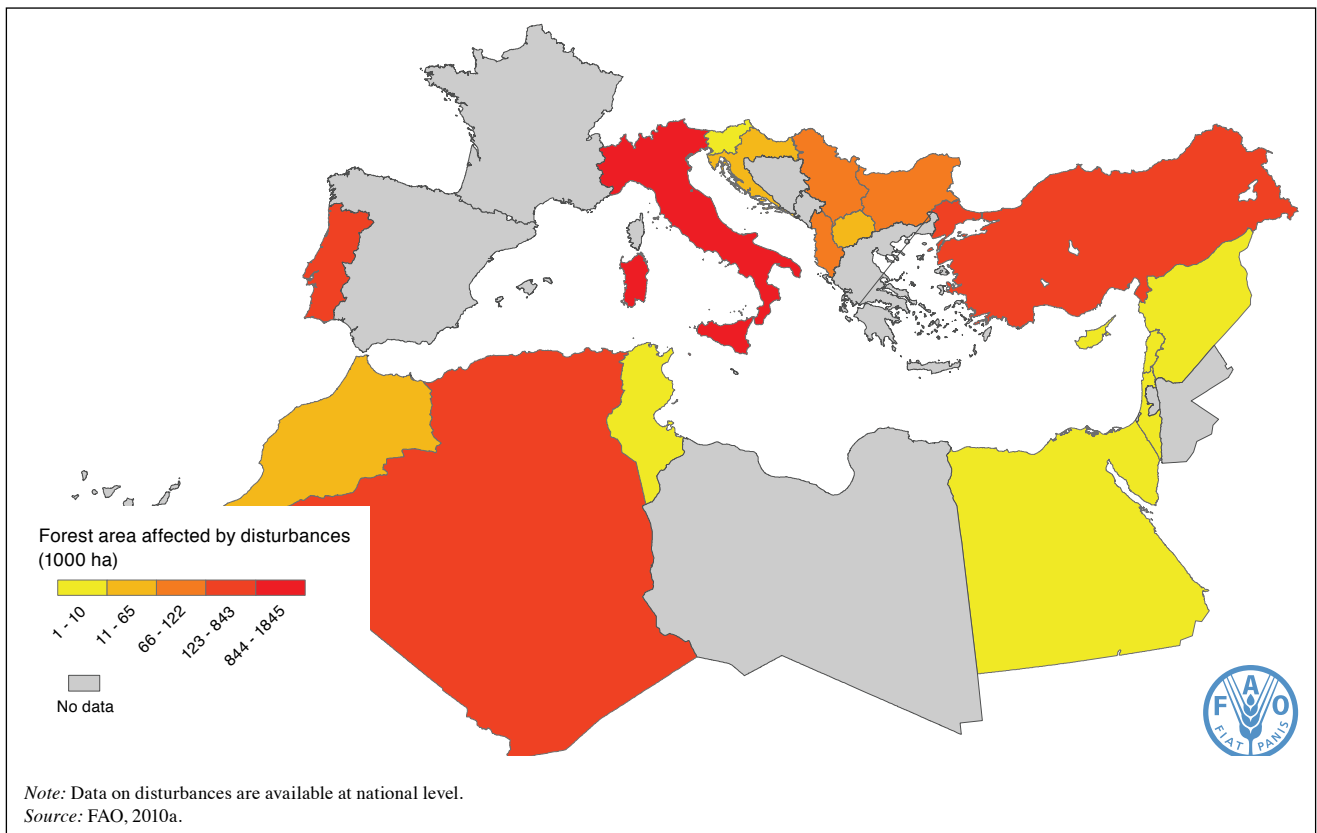 Forest area affected by disturbances
(1000 ha)
1 - 10
11 - 65
66 - 122
123 - 843
844 - 1845
No data
F A O
FIAT PANIS
Note: Data on disturbances are available at national level.
Source: FAO, 2010a.